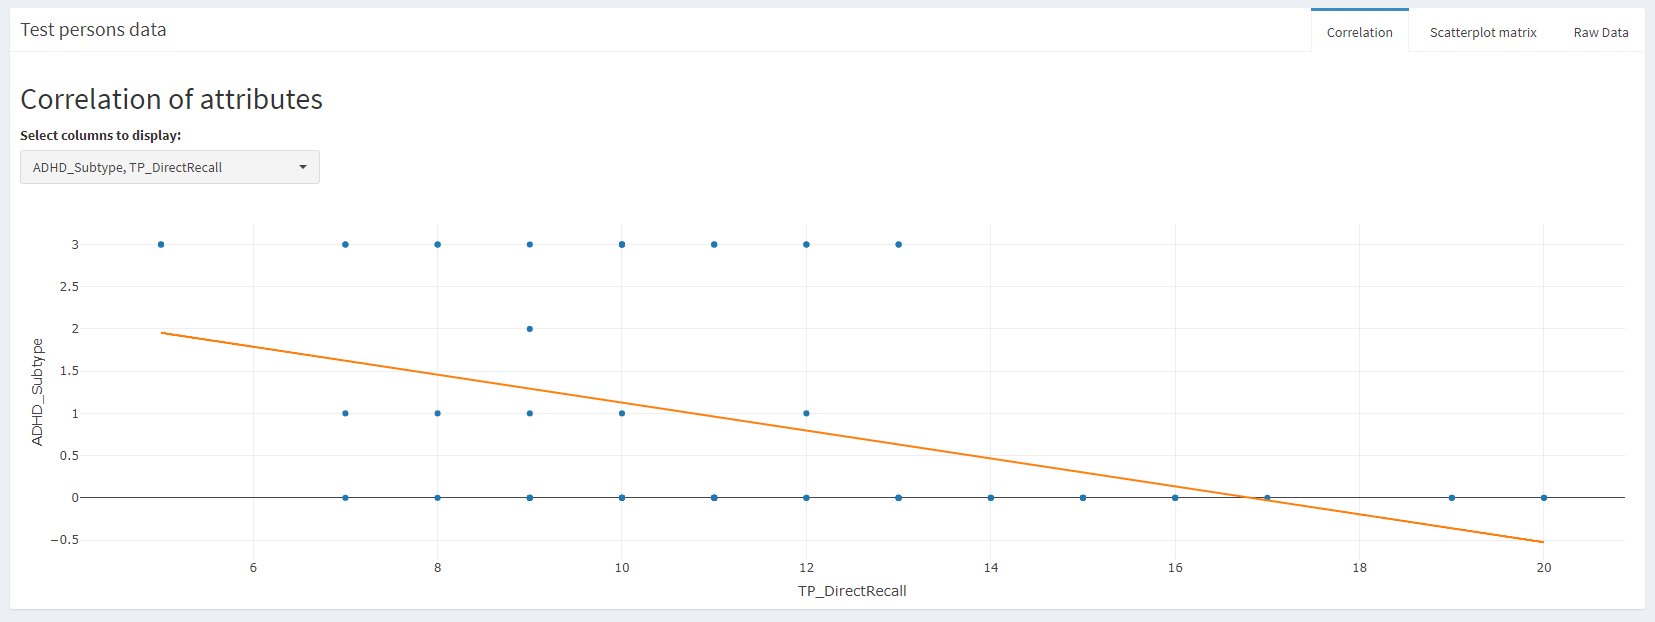 Test persons data
Correlation
Scatterplot matrix
Raw Data
Correlation of attributes
Select columns to display:
ADHD_Subtype, TP_DirectRecall
3
2.5
2
1.5
1
0.5
0
−0.5
ADHD_Subtype
6 8 10 12 14 16 18 20
TP_DirectRecall